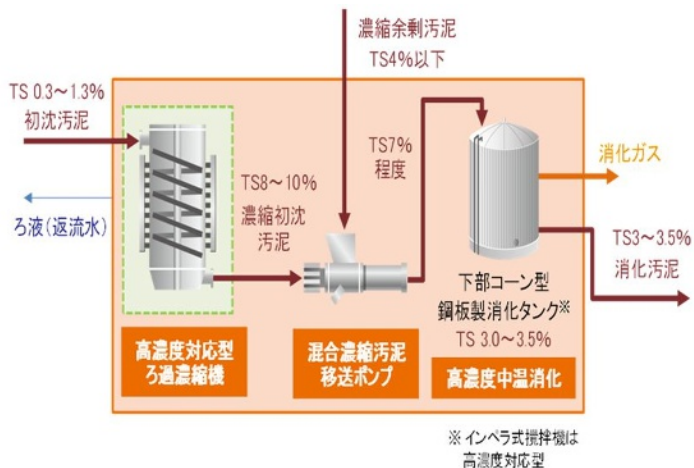 濃縮余剰汚泥
TS4%以下
TS 0.3～1.3%
初沈汚泥
ろ液(返流水)
TS8～10%
濃縮初沈
汚泥
TS7%
程度
消化ガス
TS3～3.5%
消化汚泥
下部コーン型
鋼板製消化タンク※
TS 3.0～3.5%
高濃度対応型
ろ過濃縮機
混合濃縮汚泥
移送ポンプ
高濃度中温消化
※ インペラ式撹拌機は
高濃度対応型